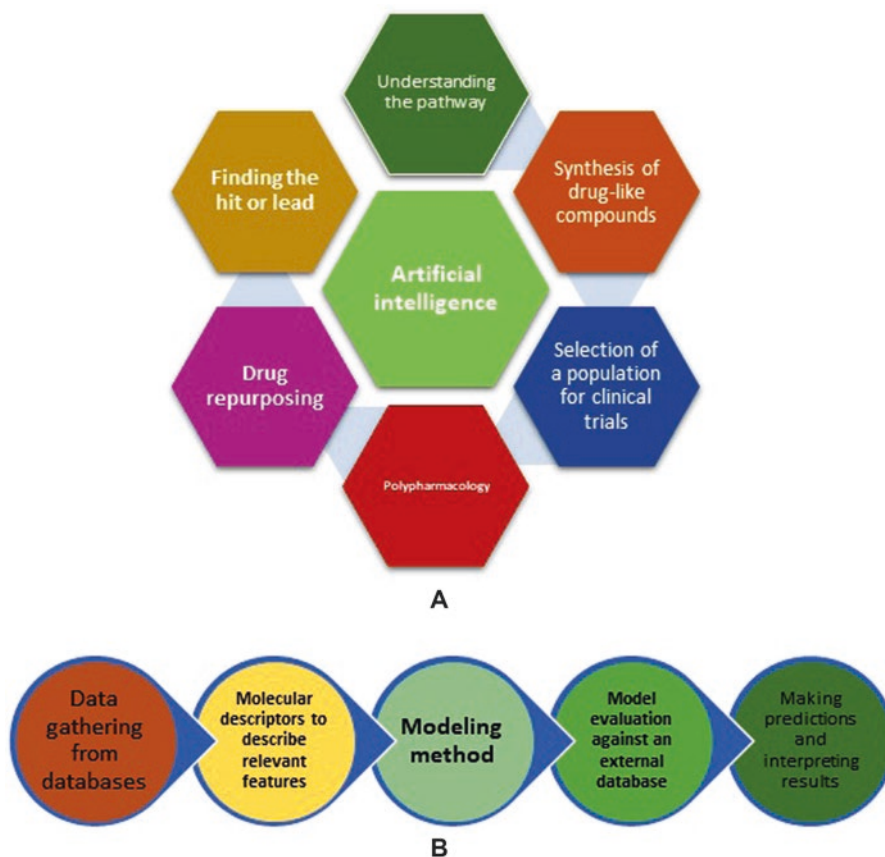 Understanding
the pathway
Finding the
hit or lead
Synthesis of
drug-like
compounds
Artificial
intelligence
Drug
repurposing
Selection of
a population
for clinical
trials
Polypharmacology
A
Data
gathering
from
databases
Molecular
descriptors to
describe
relevant
features
Modeling
method
Model
evaluation
against an
external
database
Making
predictions
and
interpreting
results
B